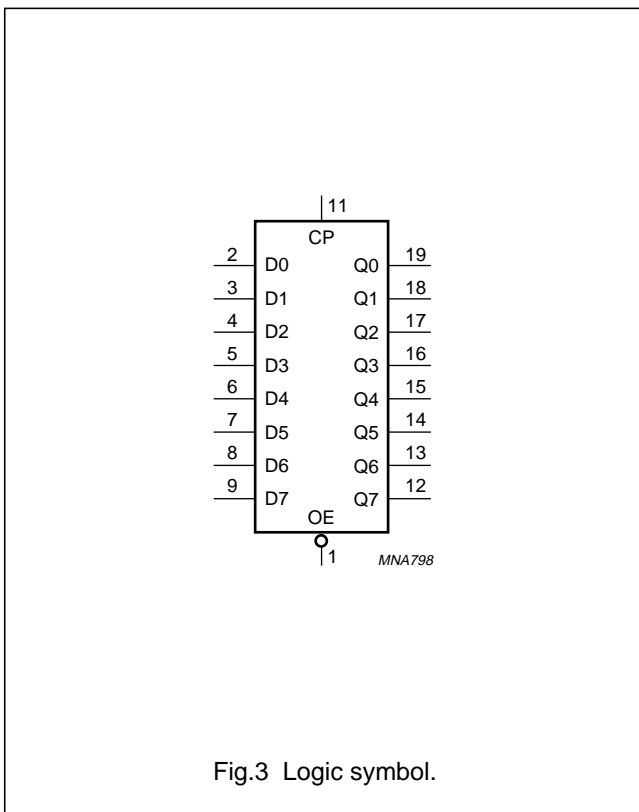 11
CP
2 D0 Q0 19
3 D1 Q1 18
4 D2 Q2 17
5 D3 Q3 16
6 D4 Q4 15
7 D5 Q5 14
8 D6 Q6 13
9 D7 Q7 12
OE
1 MNA798
Fig.3 Logic symbol.